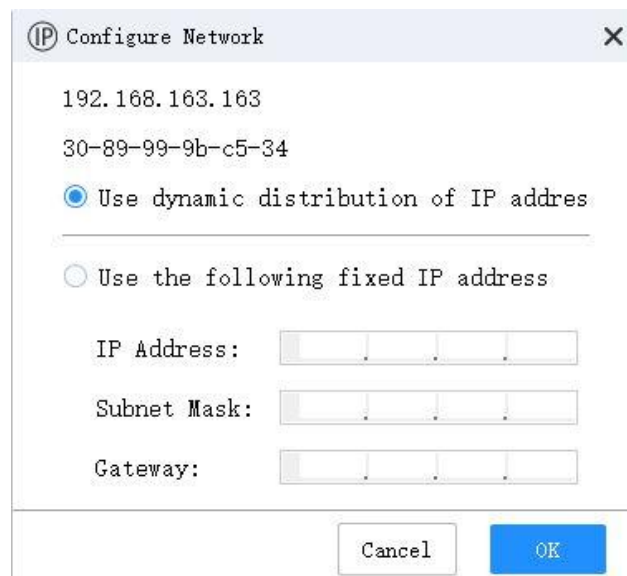 IP Configure Network
192.168.163.163
30-89-99-9b-c5-34
Use dynamic distribution of IP addres
Use the following fixed IP address
IP Address:
Subnet Mask:
Gateway:
Cancel OK